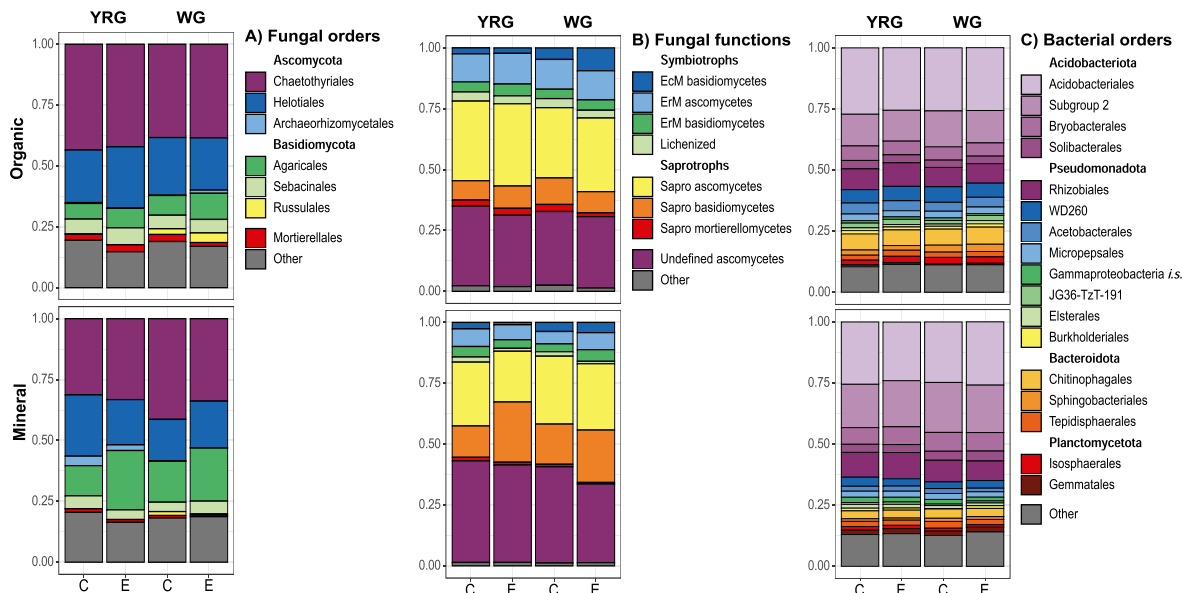 YRG WG
A) Fungal orders
Ascomycota
Chaetothyriales
Helotiales
Archaeorhizomycetales
Basidiomycota
Agaricales
Sebacinales
Russulales
Mortierellales
Other
Organic
1.00
0.75
0.50
0.25
0.00
Mineral
1.00
0.75
0.50
0.25
0.00
C E C E
YRG WG
B) Fungal functions
Symbiotrophs
EcM basidiomycetes
ErM ascomycetes
ErM basidiomycetes
Lichenized
Saprotrophs
Sapro ascomycetes
Sapro basidiomycetes
Sapro mortierellomycetes
Undefined ascomycetes
Other
1.00
0.75
0.50
0.25
0.00
1.00
0.75
0.50
0.25
0.00
C E C E
YRG WG
C) Bacterial orders
Acidobacteriota
Acidobacteriales
Subgroup 2
Bryobacterales
Solibacterales
Pseudomonadota
Rhizobiales
WD260
Acetobacterales
Micropepsales
Gammaproteobacteria i.s.
JG36-TzT-191
Elsterales
Burkholderiales
Bacteroidota
Chitinophagales
Sphingobacteriales
Tepidisphaerales
Planctomycetota
Isosphaerales
Gemmatales
Other
1.00
0.75
0.50
0.25
0.00
1.00
0.75
0.50
0.25
0.00
C E C E